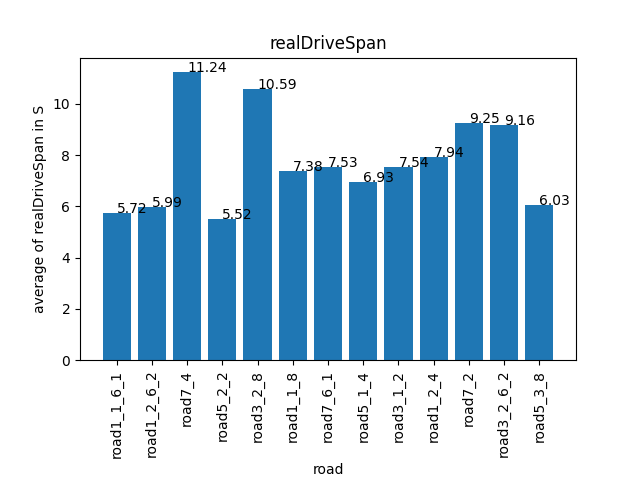 realDriveSpan
average of realDriveSpan in S
10
8
6
4
2
0
5.72
5.99
11.24
5.52
10.59
7.38
7.53
6.93
7.54
7.94
9.25
9.16
6.03
road1_1_6_1
road1_2_6_2
road7_4
road5_2_2
road3_2_8
road1_1_8
road7_6_1
road5_1_4
road3_1_2
road1_2_4
road7_2
road3_2_6_2
road5_3_8
road